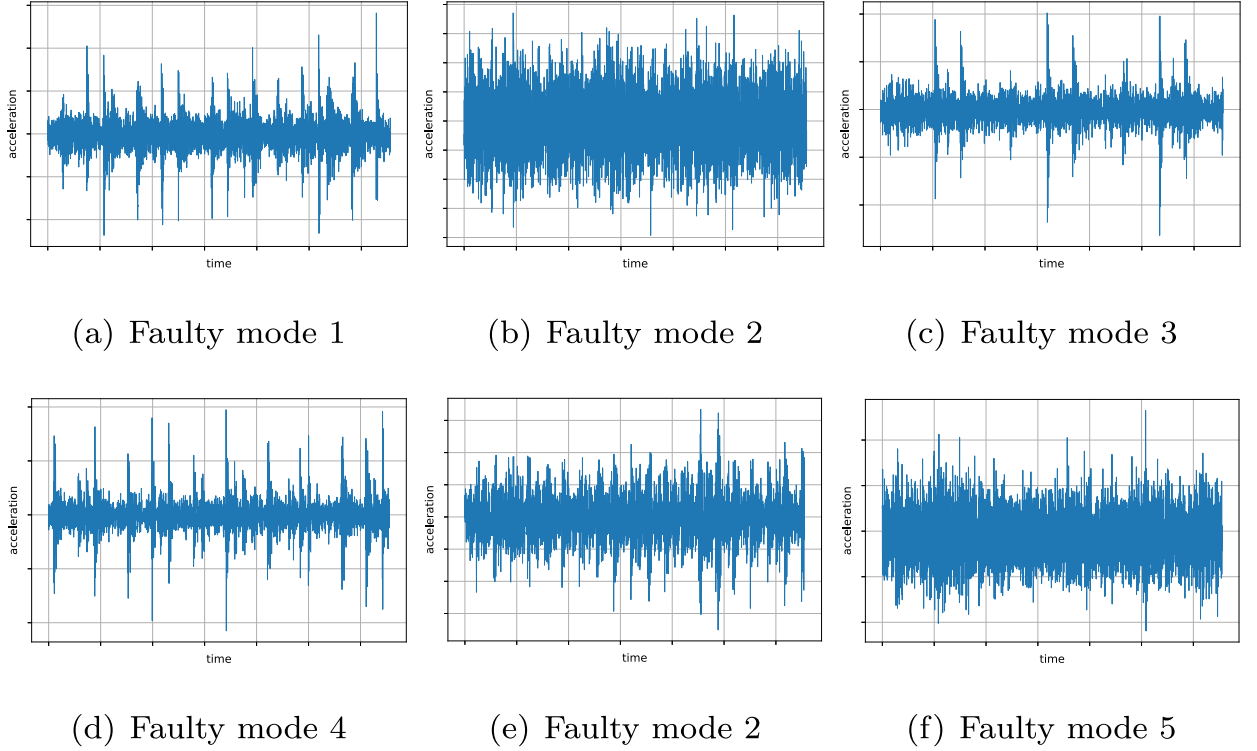 acceleration
time
(a) Faulty mode 1
acceleration
time
(b) Faulty mode 2
acceleration
time
(c) Faulty mode 3
acceleration
time
(d) Faulty mode 4
acceleration
time
(e) Faulty mode 2
acceleration
time
(f) Faulty mode 5